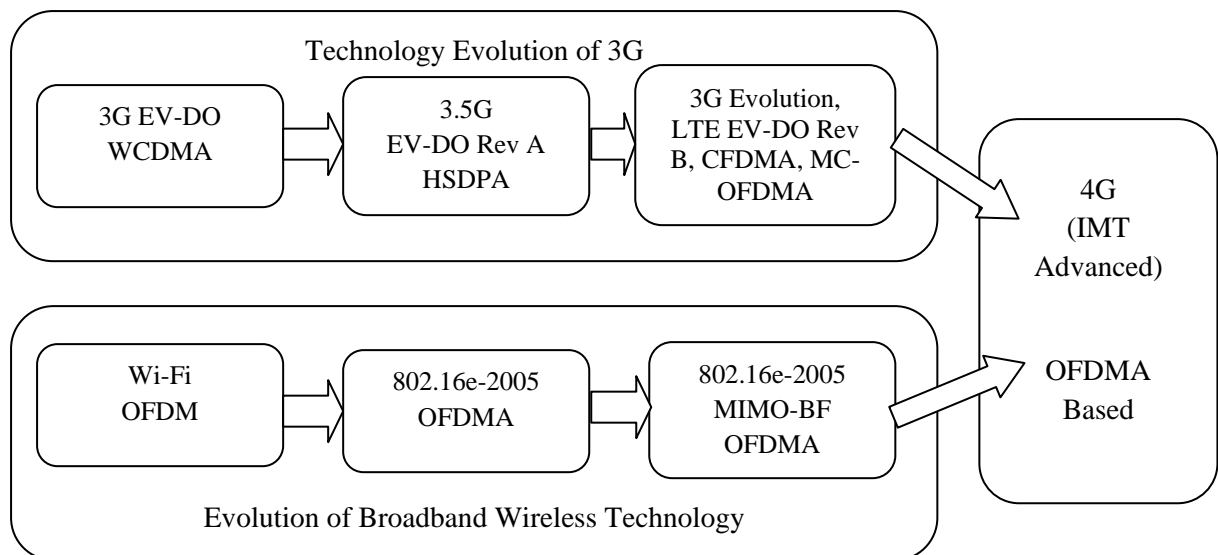 Technology Evolution of 3G
3G EV-DO
WCDMA
3.5G
EV-DO Rev A
HSDPA
3G Evolution,
LTE EV-DO Rev
B, CFDMA, MC-
OFDMA
4G
(IMT
Advanced)
OFDMA
Based
Wi-Fi
OFDM
802.16e-2005
OFDMA
802.16e-2005
MIMO-BF
OFDMA
Evolution of Broadband Wireless Technology